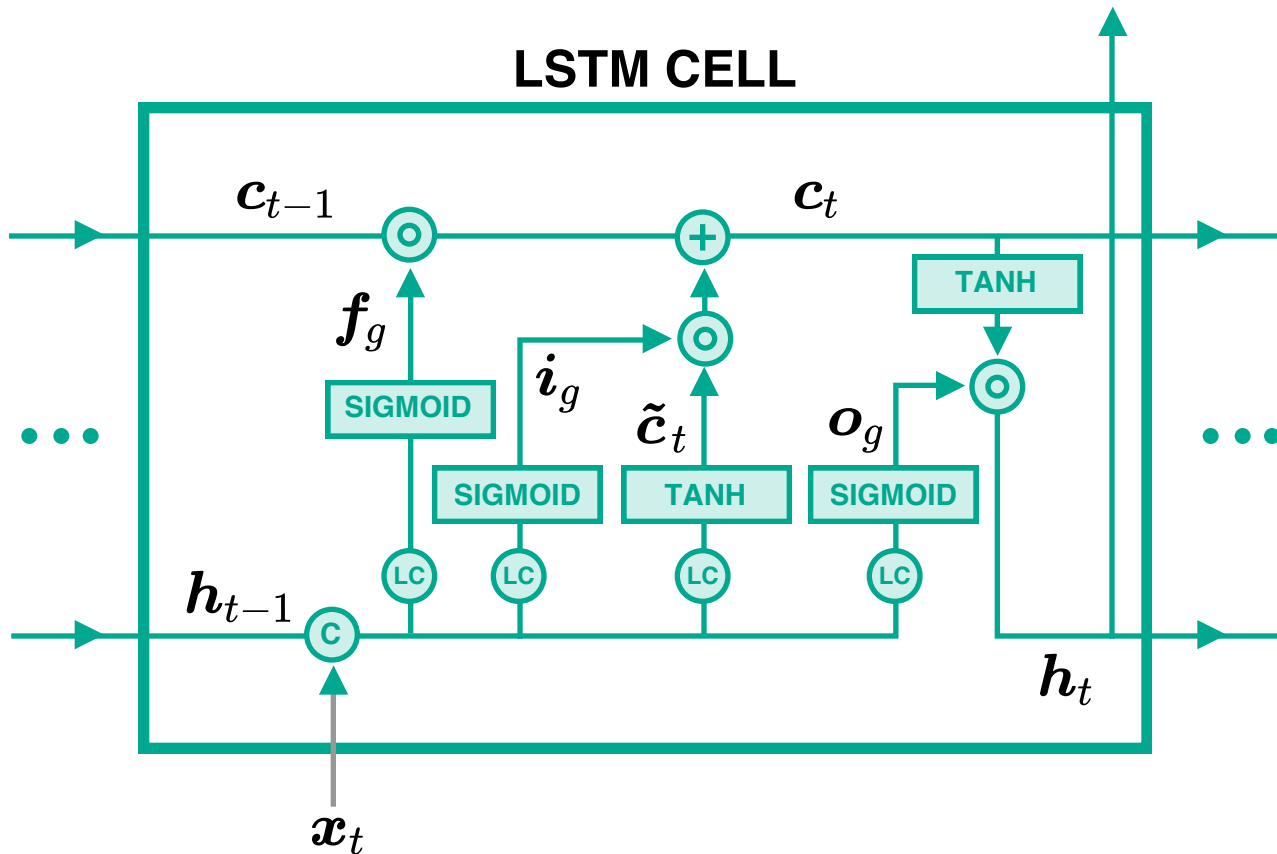 LSTM CELL
c_{t−1}
c_t
TANH
f_g
i_g
SIGMOID
c̃_t
o_g
SIGMOID
TANH
SIGMOID
LC
LC
LC
LC
h_{t−1}
C
h_t
x_t